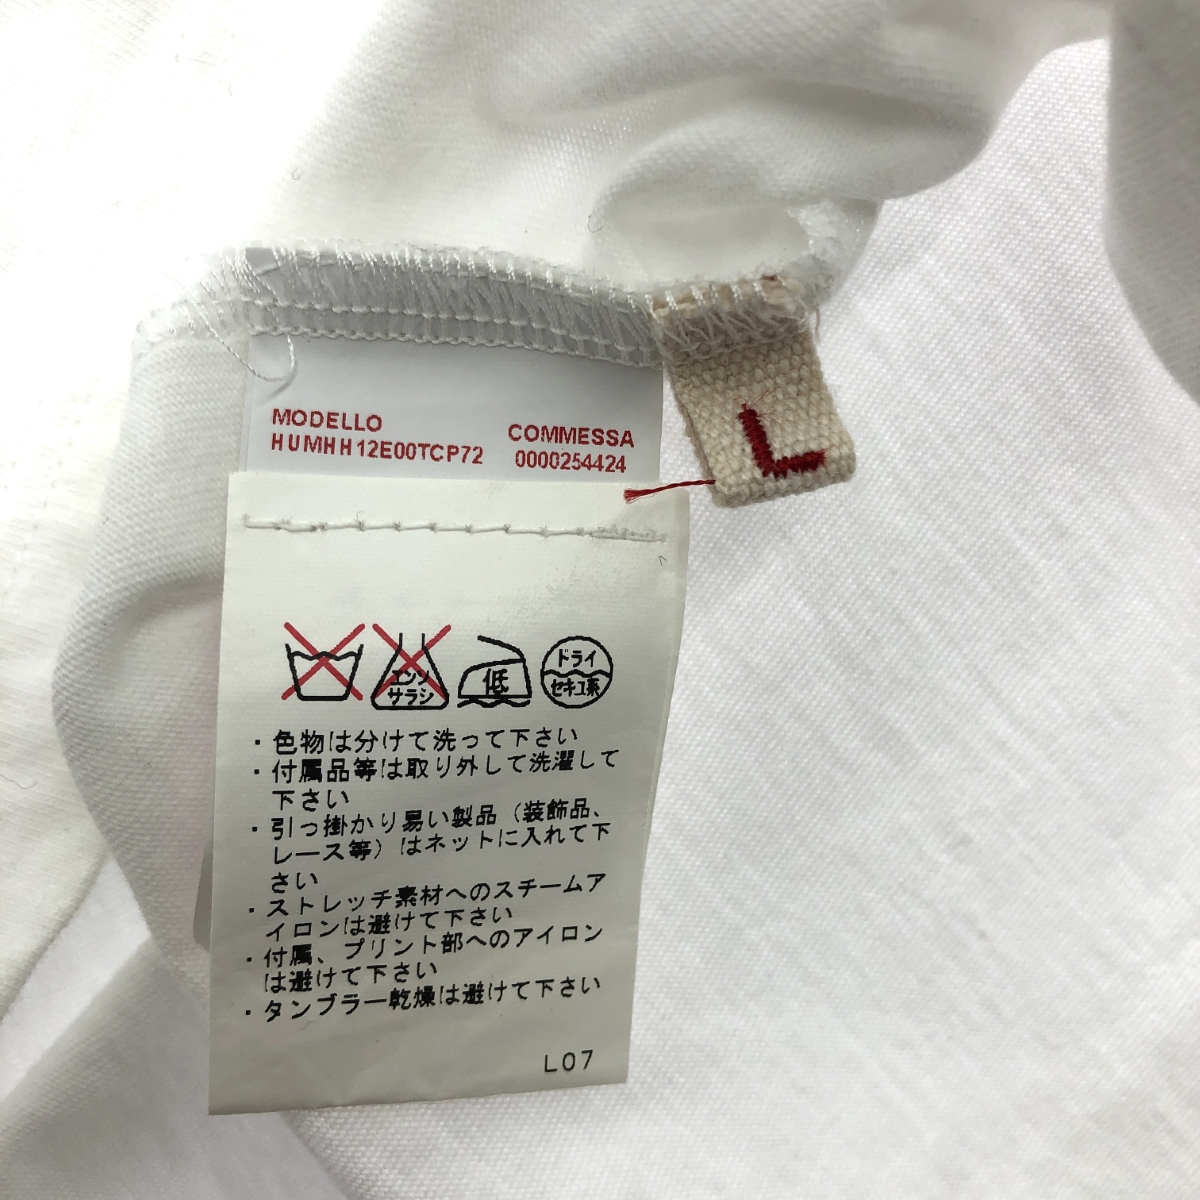 MODELLO
HUMHH12E00TCP72
COMMESSA
0000254424
L
エンソ
サラシ
低
ドライ
セキユ系
・色物は分けて洗って下さい
・付属品等は取り外して洗濯して
下さい
・引っ掛かり易い製品（装飾品、
レース等）はネットに入れて下
さい
・ストレッチ素材へのスチームア
イロンは避けて下さい
・付属、プリント部へのアイロン
は避けて下さい
・タンブラー乾燥は避けて下さい
L07